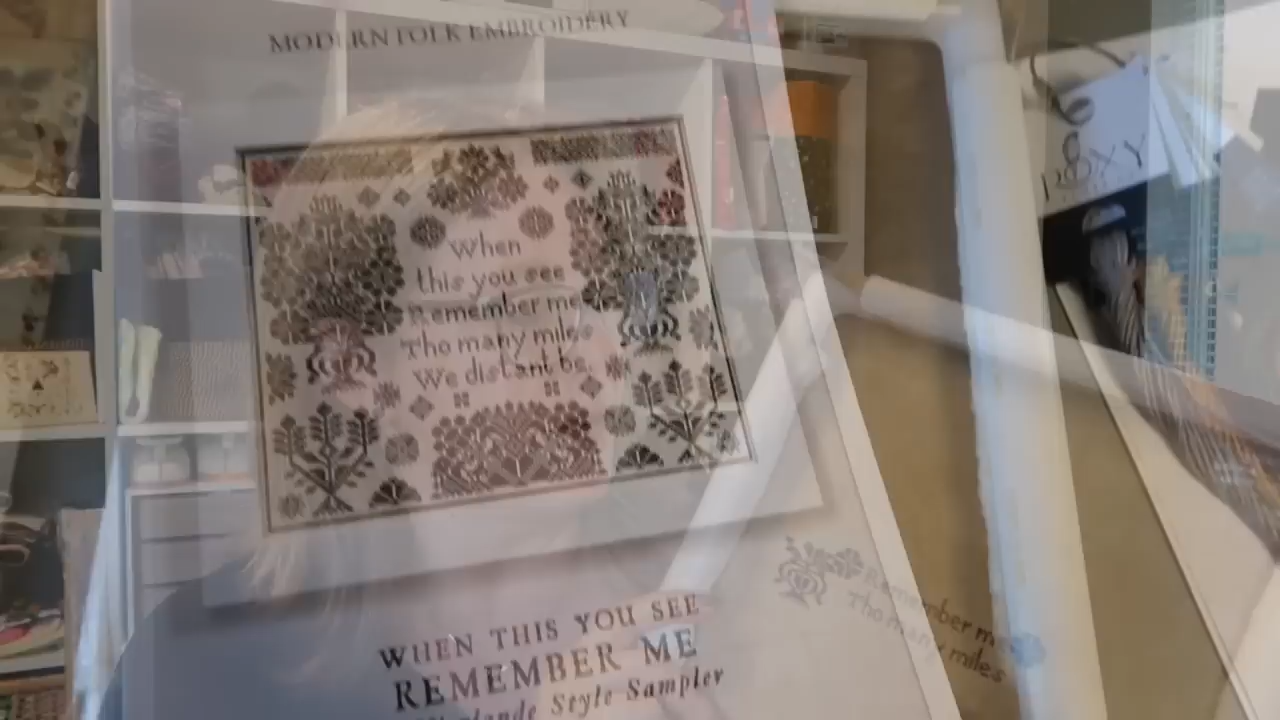 MODERN FOLK EMBROIDERY
When
this you see
Remember me
Tho many miles
We distant be.
WHEN THIS YOU SEE
REMEMBER ME
Style Sampler
Remember me
Tho many miles
ROXY